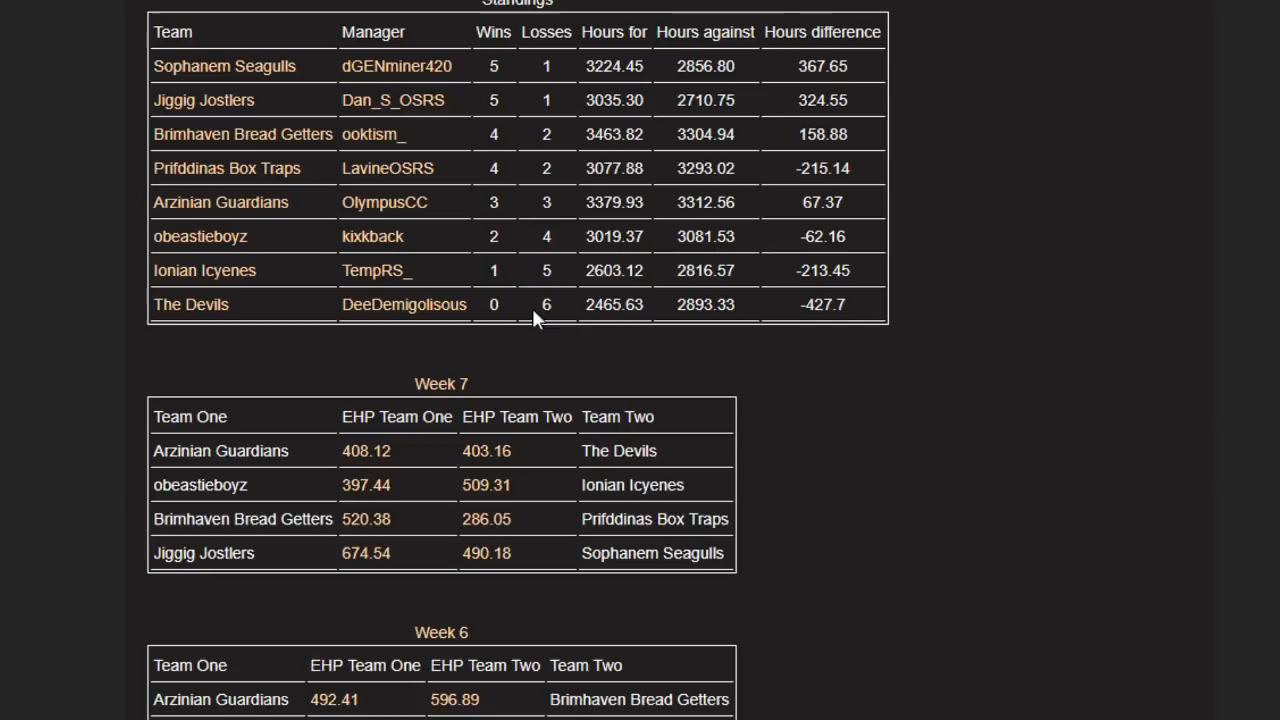 Standings
Team Manager Wins Losses Hours for Hours against Hours difference
Sophanem Seagulls dGENminer420 5 1 3224.45 2856.80 367.65
Jiggig Jostlers Dan_S_OSRS 5 1 3035.30 2710.75 324.55
Brimhaven Bread Getters ooktism_ 4 2 3463.82 3304.94 158.88
Prifddinas Box Traps LavineOSRS 4 2 3077.88 3293.02 -215.14
Arzinian Guardians OlympusCC 3 3 3379.93 3312.56 67.37
obeastieboyz kixkback 2 4 3019.37 3081.53 -62.16
Ionian Icyenes TempRS_ 1 5 2603.12 2816.57 -213.45
The Devils DeeDemigolisous 0 6 2465.63 2893.33 -427.7
Week 7
Team One EHP Team One EHP Team Two Team Two
Arzinian Guardians 408.12 403.16 The Devils
obeastieboyz 397.44 509.31 Ionian Icyenes
Brimhaven Bread Getters 520.38 286.05 Prifddinas Box Traps
Jiggig Jostlers 674.54 490.18 Sophanem Seagulls
Week 6
Team One EHP Team One EHP Team Two Team Two
Arzinian Guardians 492.41 596.89 Brimhaven Bread Getters